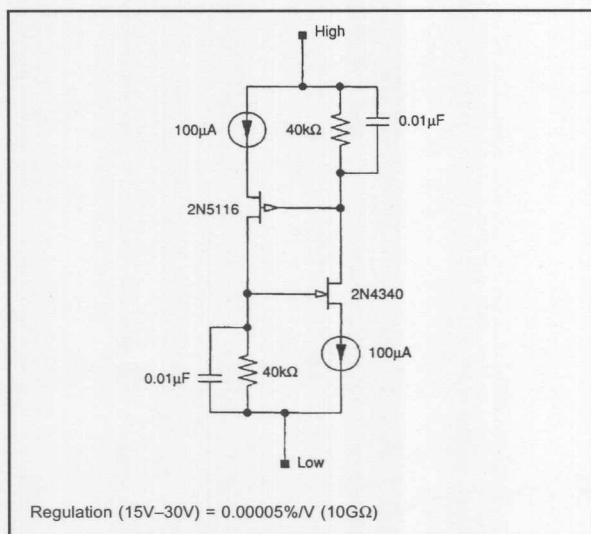 High
100µA
40kΩ
0.01µF
2N5116
2N4340
0.01µF
40kΩ
100µA
Low
Regulation (15V–30V) = 0.00005%/V (10GΩ)